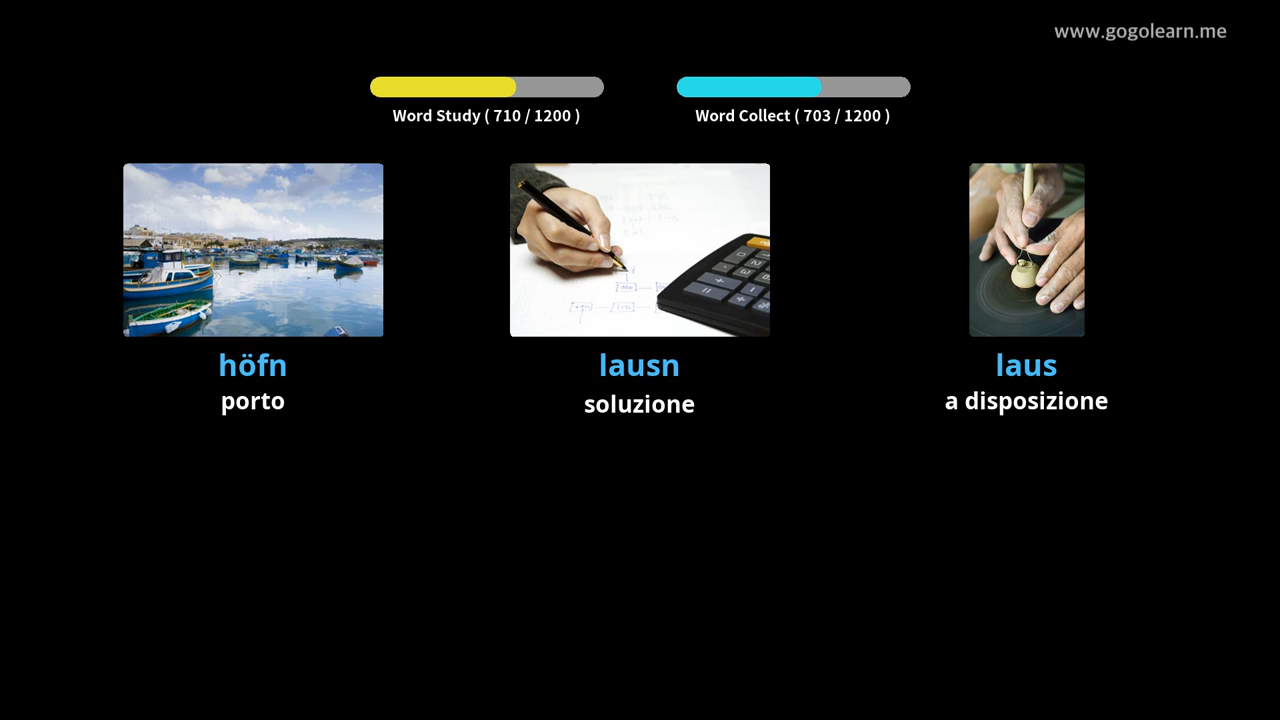 www.gogolearn.me
Word Study ( 710 / 1200 )
Word Collect ( 703 / 1200 )
höfn
porto
lausn
soluzione
laus
a disposizione